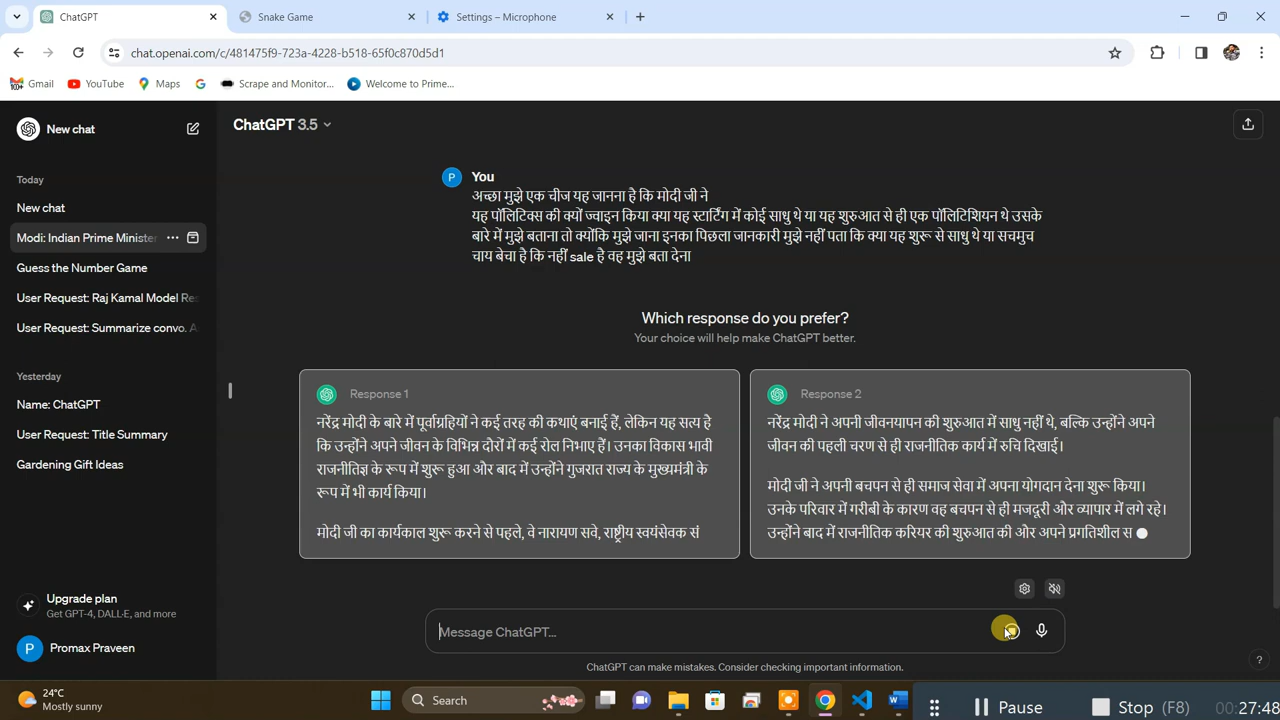 ChatGPT
Snake Game
Settings – Microphone
chat.openai.com/c/481475f9-723a-4228-b518-65f0c870d5d1
Gmail
YouTube
Maps
Scrape and Monitor...
Welcome to Prime...
New chat
ChatGPT 3.5
Today
New chat
Modi: Indian Prime Minister
Guess the Number Game
User Request: Raj Kamal Model Re
User Request: Summarize convo. A
Yesterday
Name: ChatGPT
User Request: Title Summary
Gardening Gift Ideas
Upgrade plan
Get GPT-4, DALL·E, and more
P
Promax Praveen
P
You
अच्छा मुझे एक चीज यह जानना है कि मोदी जी ने
यह पॉलिटिक्स की क्यों ज्वाइन किया क्या यह स्टार्टिंग में कोई साधु थे या यह शुरुआत से ही एक पॉलिटिशियन थे उसके
बारे में मुझे बताना तो क्योंकि मुझे जाना इनका पिछला जानकारी मुझे नहीं पता कि क्या यह शुरू से साधु थे या सचमुच
चाय बेचा है कि नहीं sale है वह मुझे बता देना
Which response do you prefer?
Your choice will help make ChatGPT better.
Response 1
नरेंद्र मोदी के बारे में पूर्वाग्रहियों ने कई तरह की कथाएं बनाई हैं, लेकिन यह सत्य है
कि उन्होंने अपने जीवन के विभिन्न दौरों में कई रोल निभाए हैं। उनका विकास भावी
राजनीतिज्ञ के रूप में शुरू हुआ और बाद में उन्होंने गुजरात राज्य के मुख्यमंत्री के
रूप में भी कार्य किया।
मोदी जी का कार्यकाल शुरू करने से पहले, वे नारायण सवे, राष्ट्रीय स्वयंसेवक सं
Response 2
नरेंद्र मोदी ने अपनी जीवनयापन की शुरुआत में साधु नहीं थे, बल्कि उन्होंने अपने
जीवन की पहली चरण से ही राजनीतिक कार्य में रुचि दिखाई।
मोदी जी ने अपनी बचपन से ही समाज सेवा में अपना योगदान देना शुरू किया।
उनके परिवार में गरीबी के कारण वह बचपन से ही मजदूरी और व्यापार में लगे रहे।
उन्होंने बाद में राजनीतिक करियर की शुरुआत की और अपने प्रगतिशील स
Message ChatGPT...
ChatGPT can make mistakes. Consider checking important information.
?
24°C
Mostly sunny
Search
Pause
Stop (F8)
00:27:48